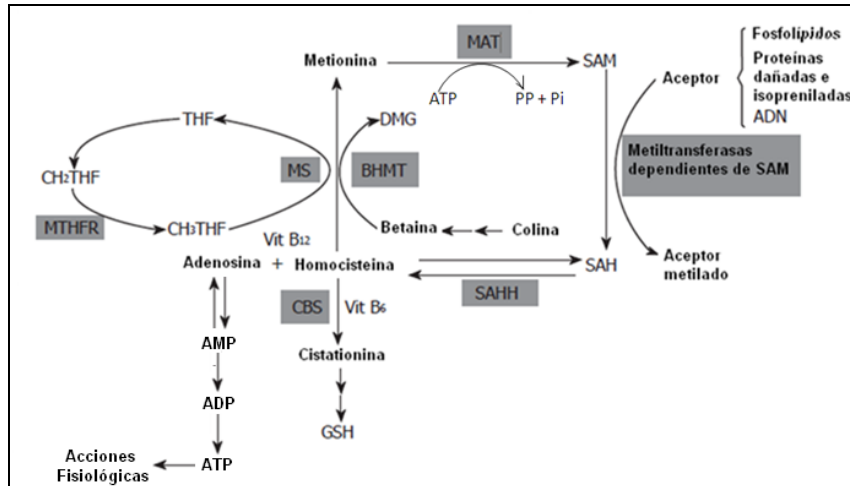 MAT
Fosfolípidos
Metionina
SAM
Proteínas
dañadas e
isopreniladas
Aceptor
ADN
ATP
PP + Pi
THF
DMG
Metiltransferasas
dependientes de SAM
CH2THF
MS
BHMT
MTHFR
CH3THF
Betaina
Colina
Vit B12
Adenosina + Homocisteina
SAH
Aceptor
metilado
SAHH
CBS
Vit B6
AMP
Cistationina
ADP
GSH
Acciones
Fisiológicas
ATP